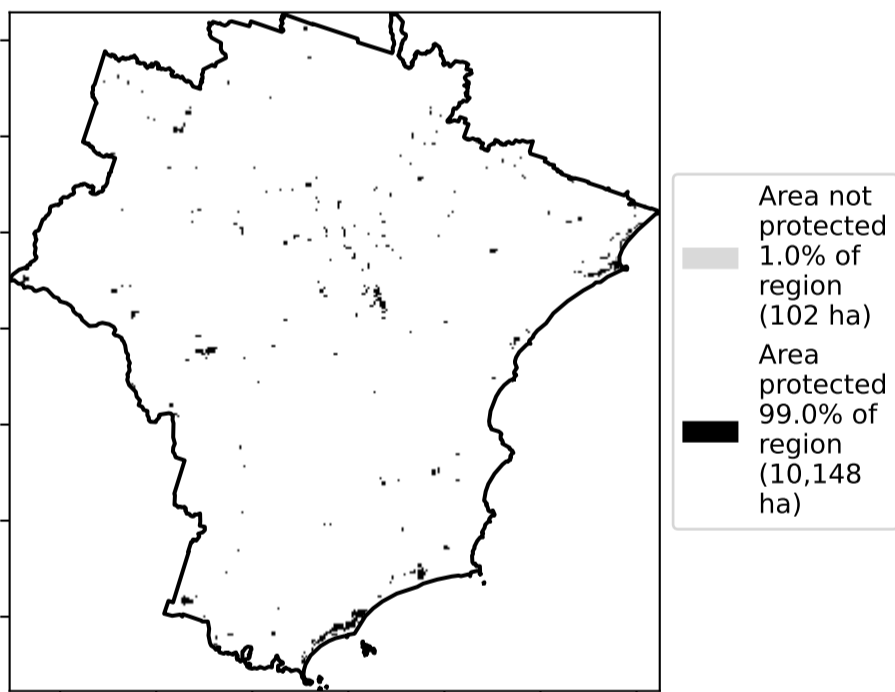 Area not
protected
1.0% of
region
(102 ha)
Area
protected
99.0% of
region
(10,148
ha)